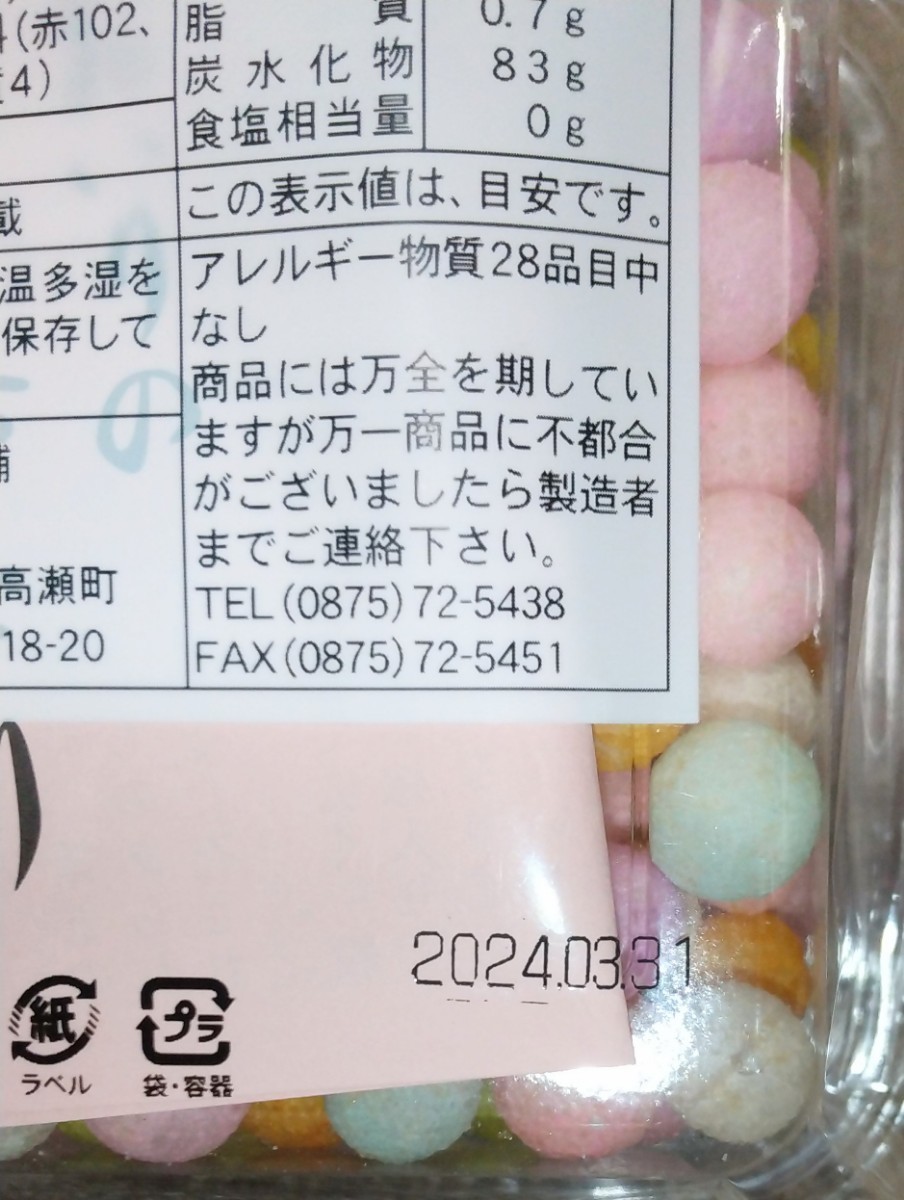 (赤102、
4)
載
温多湿を
保存して
高瀬町
18-20
脂質 0.7g
炭水化物 83g
食塩相当量 0g
この表示値は、目安です。
アレルギー物質28品目中
なし
商品には万全を期してい
ますが万一商品に不都合
がございましたら製造者
までご連絡下さい。
TEL(0875)72-5438
FAX(0875)72-5451
2024.03.31
紙
ラベル
プラ
袋・容器